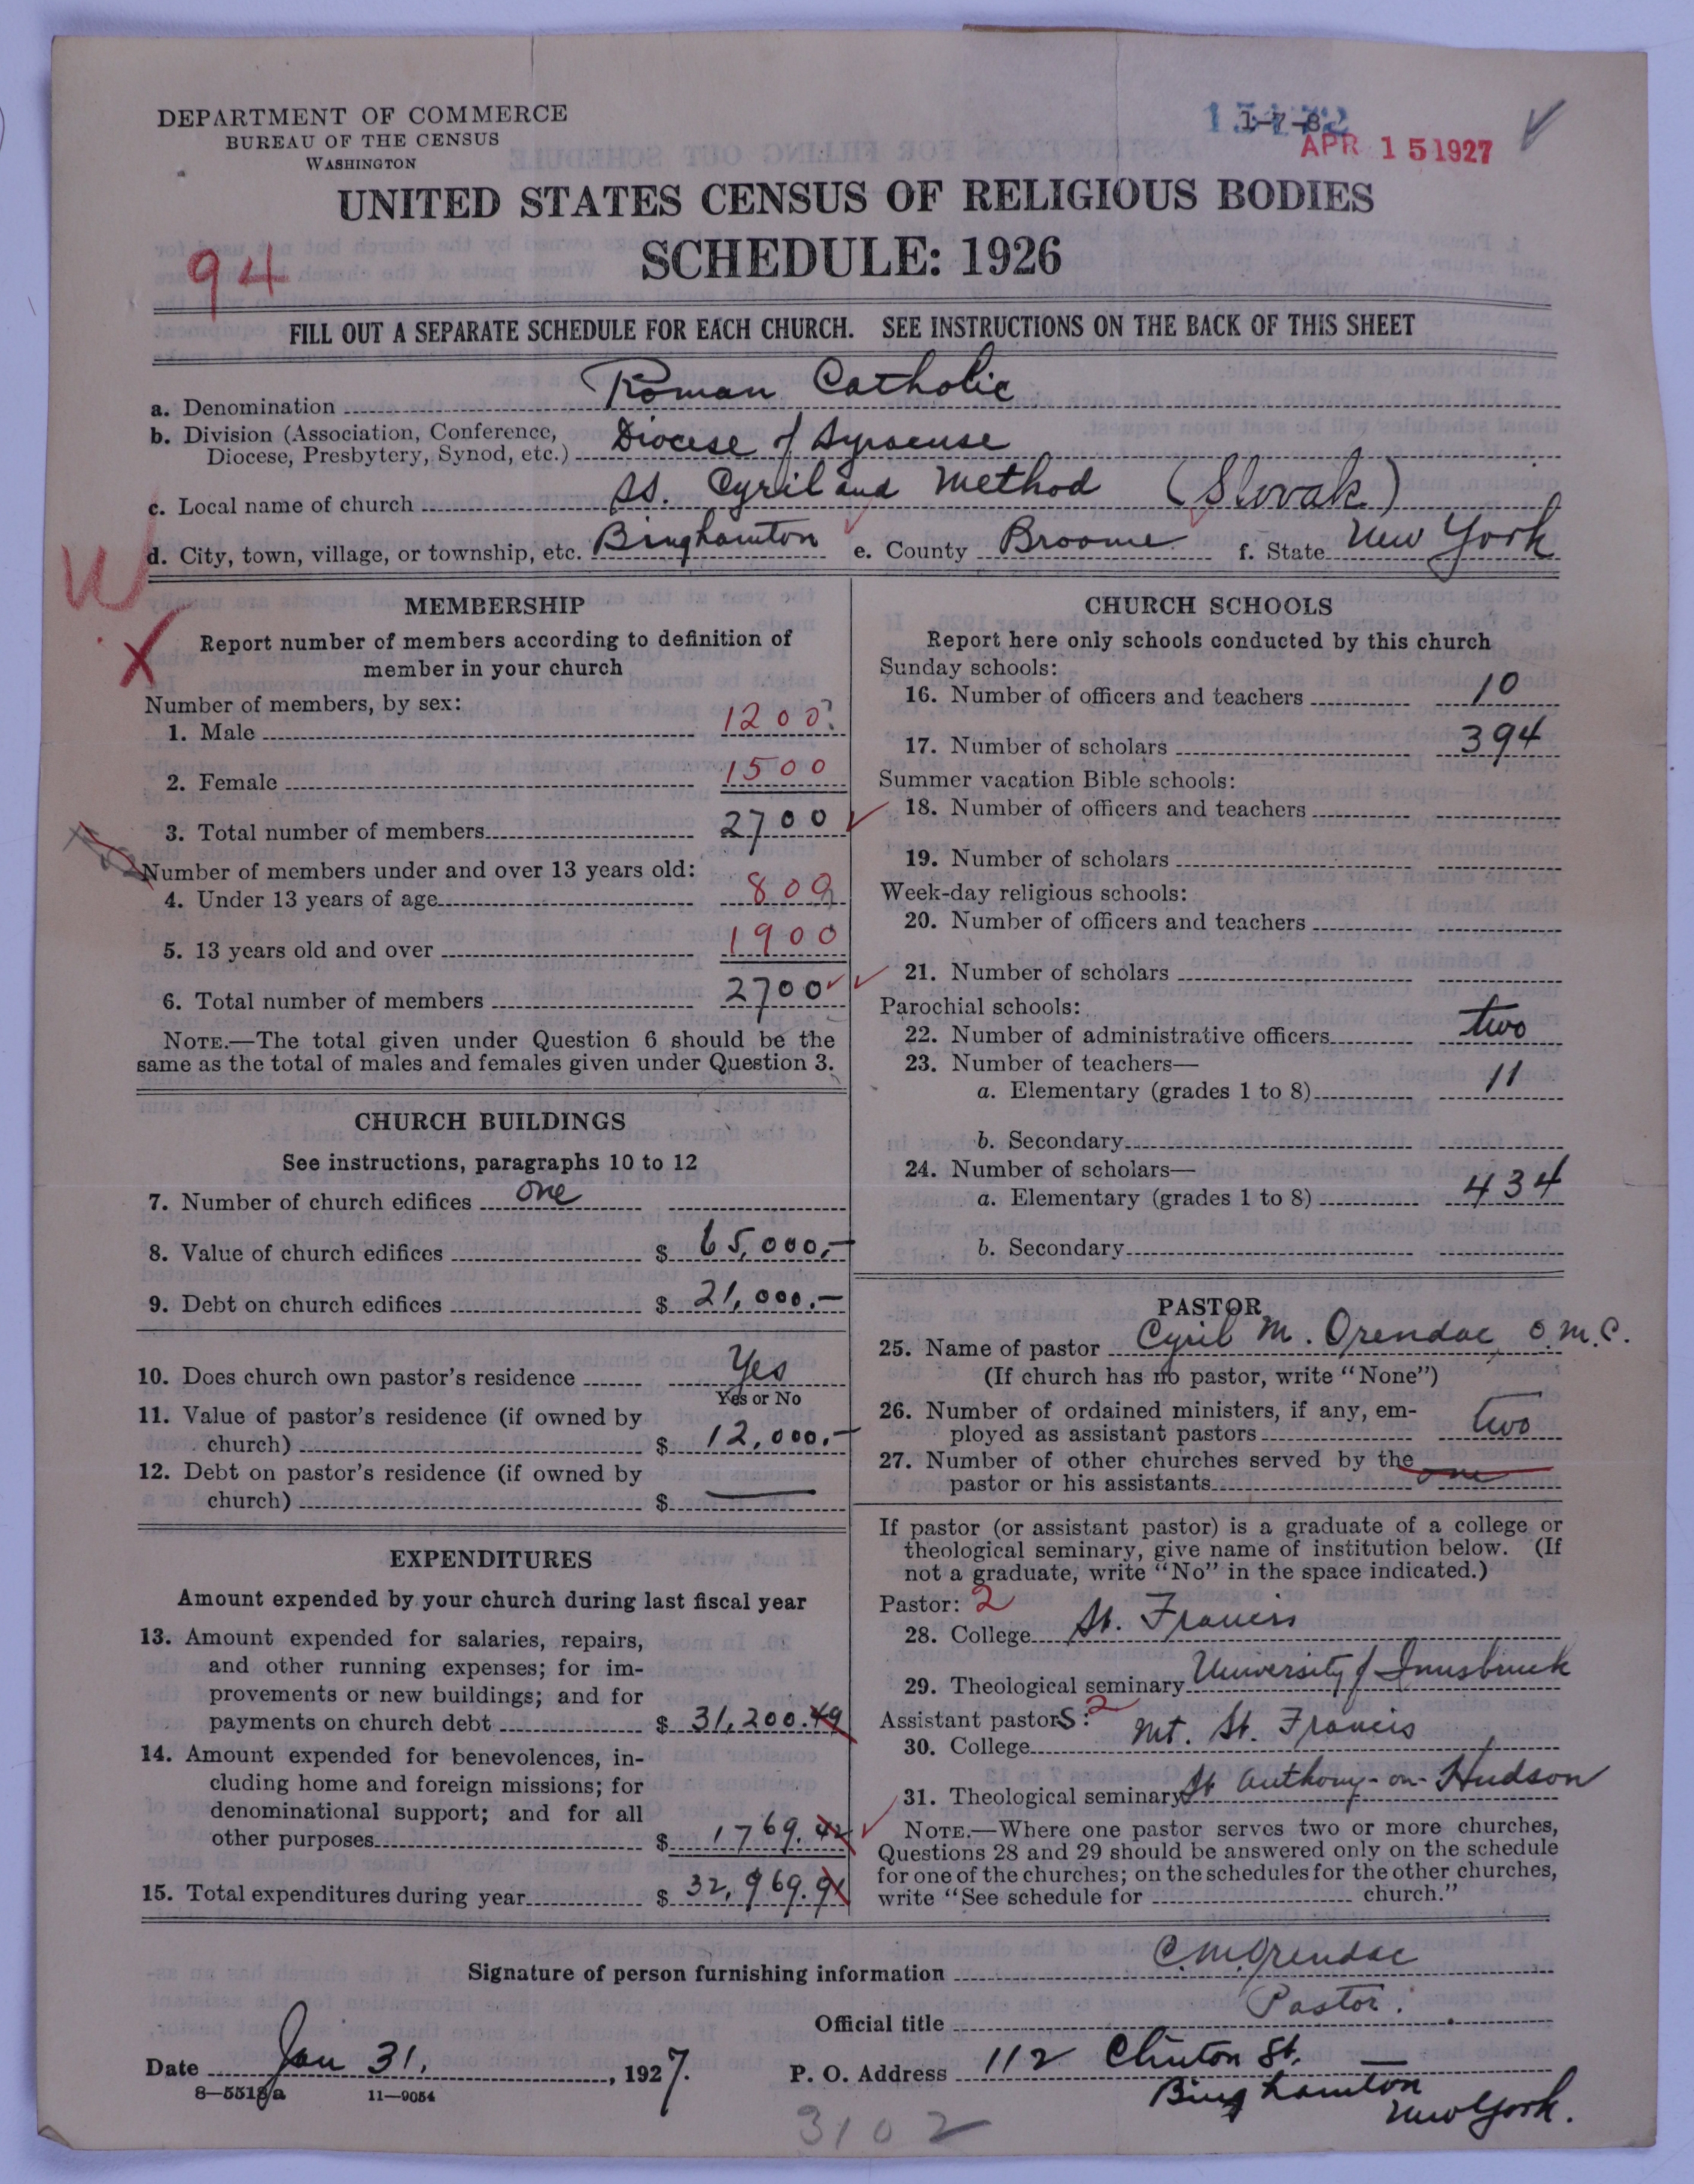 DEPARTMENT OF COMMERCE
BUREAU OF THE CENSUS
WASHINGTON
1-7-8
APR 15 1927
UNITED STATES CENSUS OF RELIGIOUS BODIES
SCHEDULE: 1926
94
FILL OUT A SEPARATE SCHEDULE FOR EACH CHURCH. SEE INSTRUCTIONS ON THE BACK OF THIS SHEET
a. Denomination Roman Catholic
b. Division (Association, Conference, Diocese of Syracuse
Diocese, Presbytery, Synod, etc.)
c. Local name of church SS. Cyril and Method (Slovak)
d. City, town, village, or township, etc. Binghamton e. County Broome f. State New York
W
X
MEMBERSHIP
Report number of members according to definition of
member in your church
Number of members, by sex:
1. Male 1200
2. Female 1500
3. Total number of members 2700
Number of members under and over 13 years old:
4. Under 13 years of age 800
5. 13 years old and over 1900
6. Total number of members 2700
NOTE.—The total given under Question 6 should be the
same as the total of males and females given under Question 3.
CHURCH BUILDINGS
See instructions, paragraphs 10 to 12
7. Number of church edifices one
8. Value of church edifices $ 65,000.—
9. Debt on church edifices $ 21,000.—
10. Does church own pastor's residence Yes
Yes or No
11. Value of pastor's residence (if owned by
church) $ 12,000.—
12. Debt on pastor's residence (if owned by
church) $ —
EXPENDITURES
Amount expended by your church during last fiscal year
13. Amount expended for salaries, repairs,
and other running expenses; for im-
provements or new buildings; and for
payments on church debt $ 31,200.49
14. Amount expended for benevolences, in-
cluding home and foreign missions; for
denominational support; and for all
other purposes $ 1769.42
15. Total expenditures during year $ 32,969.91
CHURCH SCHOOLS
Report here only schools conducted by this church
Sunday schools:
16. Number of officers and teachers 10
17. Number of scholars 394
Summer vacation Bible schools:
18. Number of officers and teachers
19. Number of scholars
Week-day religious schools:
20. Number of officers and teachers
21. Number of scholars
Parochial schools:
22. Number of administrative officers two
23. Number of teachers—
a. Elementary (grades 1 to 8) 11
b. Secondary
24. Number of scholars—
a. Elementary (grades 1 to 8) 434
b. Secondary
PASTOR
25. Name of pastor Cyril M. Orendac, O.M.C.
(If church has no pastor, write "None")
26. Number of ordained ministers, if any, em-
ployed as assistant pastors two
27. Number of other churches served by the
pastor or his assistants one
If pastor (or assistant pastor) is a graduate of a college or
theological seminary, give name of institution below. (If
not a graduate, write "No" in the space indicated.)
Pastor: 2
28. College St. Francis
29. Theological seminary University of Innsbruck
Assistant pastors: 2
30. College Mt. St. Francis
31. Theological seminary St Anthony-on-Hudson
NOTE.—Where one pastor serves two or more churches,
Questions 28 and 29 should be answered only on the schedule
for one of the churches; on the schedules for the other churches,
write "See schedule for church."
Signature of person furnishing information C. M. Orendac
Official title Pastor.
Date Jan 31, 1927. P. O. Address 112 Clinton St.
Binghamton
New York.
8—5518a 11—9054
3102